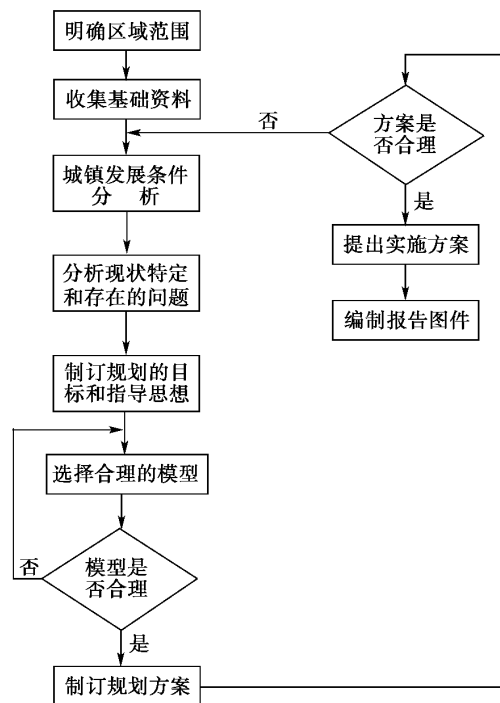 明确区域范围
收集基础资料
城镇发展条件
分 析
分析现状特定
和存在的问题
制订规划的目
标和指导思想
选择合理的模型
模型是
否合理
否
是
制订规划方案
方案是
否合理
否
是
提出实施方案
编制报告图件